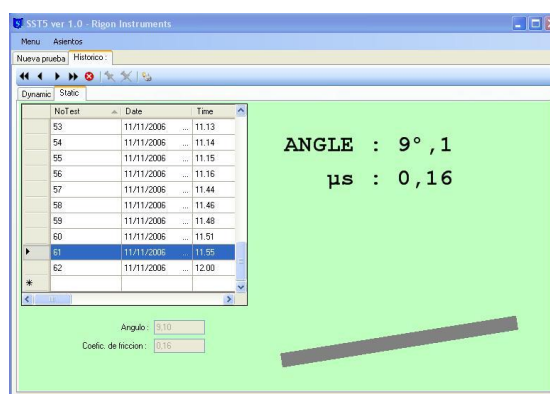 SST5 ver 1.0 - Rigon Instruments
Menu Asientos
Nueva prueba Historico :
Dynamic Static
NoTest Date Time
53 11/11/2006 ... 11.13
54 11/11/2006 ... 11.14
55 11/11/2006 ... 11.15
56 11/11/2006 ... 11.16
57 11/11/2006 ... 11.44
58 11/11/2006 ... 11.46
59 11/11/2006 ... 11.48
60 11/11/2006 ... 11.51
61 11/11/2006 ... 11.55
62 11/11/2006 ... 12.00
ANGLE : 9°,1
µs : 0,16
Angulo : 9,10
Coefic. de friccion : 0,16